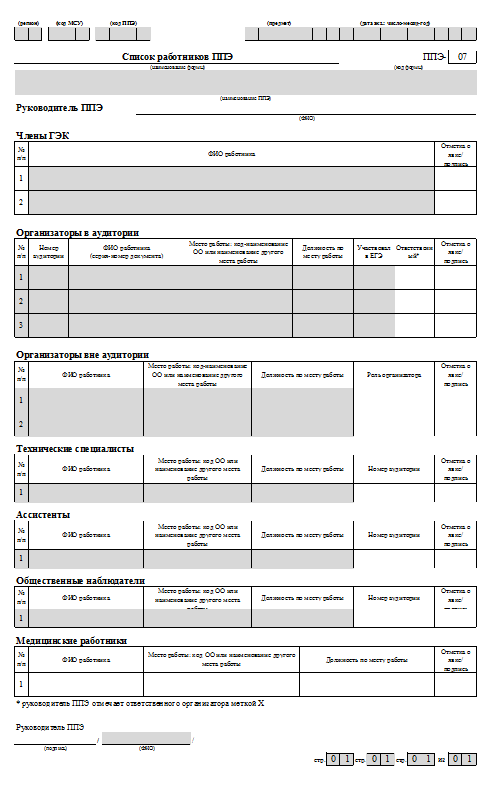 (регион) (код МСУ) (код ППЭ) (предмет) (дата экз.: число-месяц-год)
Список работников ППЭ ППЭ- 07
(наименование формы) (код формы)
(наименование ППЭ)
Руководитель ППЭ
(ФИО)
Члены ГЭК
№ п/п ФИО работника Отметка о явке/ подпись
1
2
Организаторы в аудитории
№ п/п Номер аудитории ФИО работника (серия-номер документа) Место работы: код-наименование ОО или наименование другого места работы Должность по месту работы Участвовал в ЕГЭ Ответственный* Отметка о явке/ подпись
1
2
3
Организаторы вне аудитории
№ п/п ФИО работника Место работы: код-наименование ОО или наименование другого места работы Должность по месту работы Роль организатора Отметка о явке/ подпись
1
2
Технические специалисты
№ п/п ФИО работника Место работы: код ОО или наименование другого места работы Должность по месту работы Номер аудитории Отметка о явке/ подпись
1
Ассистенты
№ п/п ФИО работника Место работы: код ОО или наименование другого места работы Должность по месту работы Номер аудитории Отметка о явке/ подпись
1
Общественные наблюдатели
№ п/п ФИО работника Место работы: код ОО или наименование другого места работы Должность по месту работы Номер аудитории Отметка о явке/
1
Медицинские работники
№ п/п ФИО работника Место работы: код ОО или наименование другого места работы Должность по месту работы Отметка о явке/ подпись
1
* руководитель ППЭ отмечает ответственного организатора меткой X
Руководитель ППЭ
/ /
(подпись) (ФИО)
стр. 0 1 стр. 0 1 стр. 0 1 из 0 1